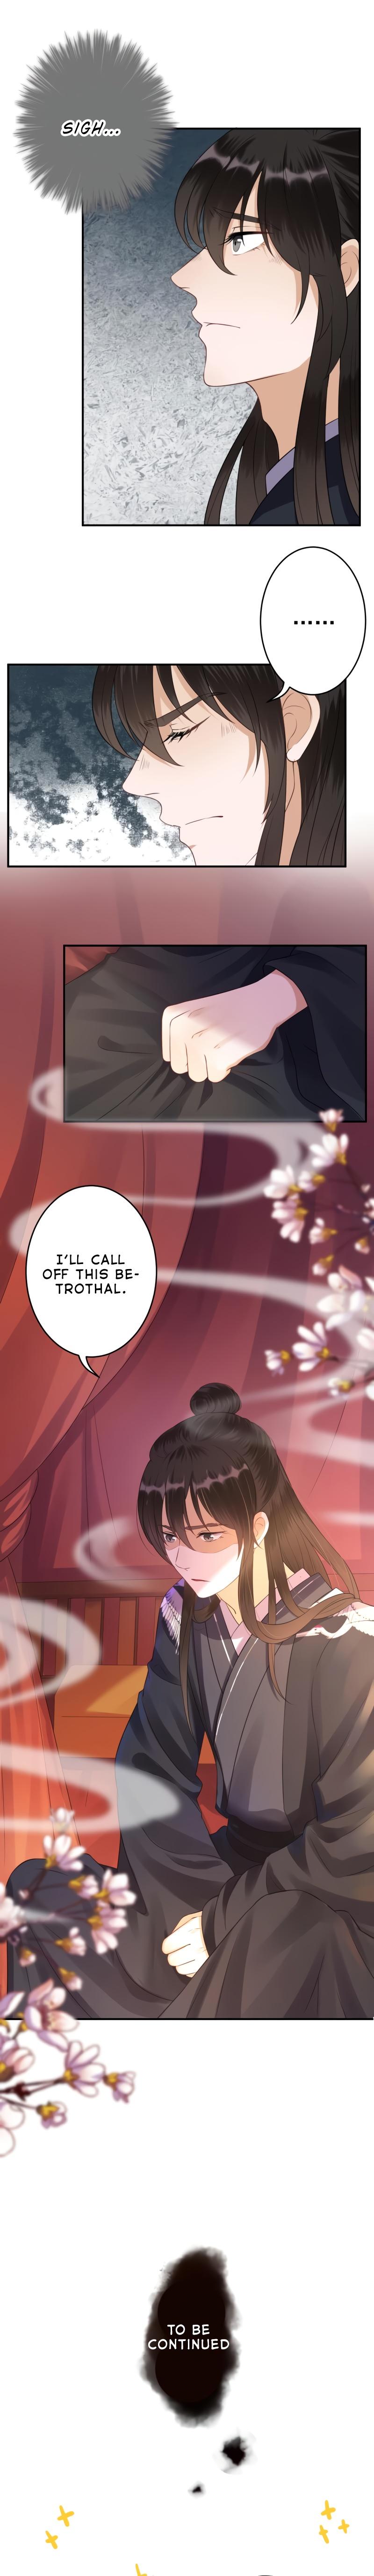 SIGH...
......
I'LL CALL
OFF THIS BE-
TROTHAL.
TO BE
CONTINUED